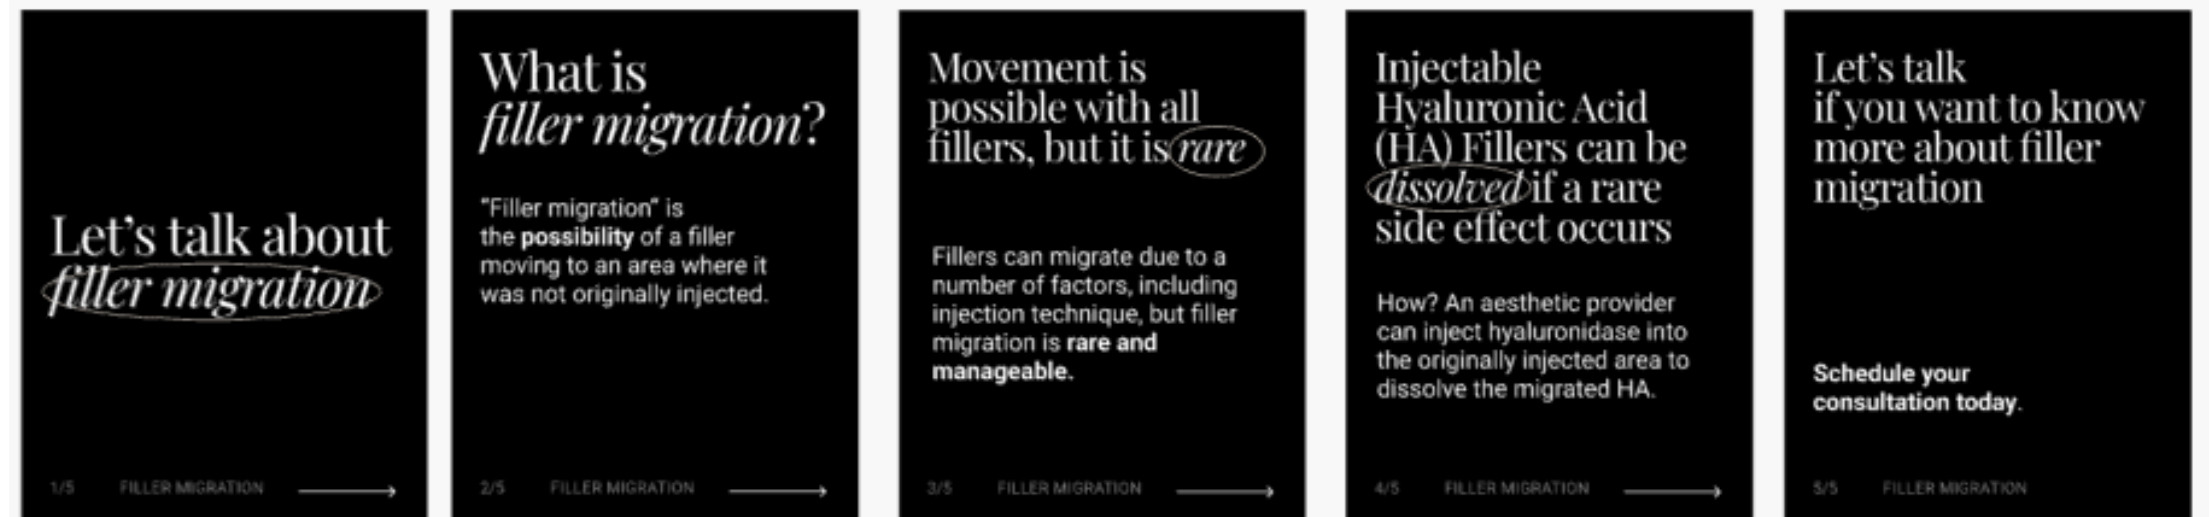 Let's talk about
filler migration
1/5 FILLER MIGRATION
What is
filler migration?
"Filler migration" is
the possibility of a filler
moving to an area where it
was not originally injected.
2/5 FILLER MIGRATION
Movement is
possible with all
fillers, but it is rare
Fillers can migrate due to a
number of factors, including
injection technique, but filler
migration is rare and
manageable.
3/5 FILLER MIGRATION
Injectable
Hyaluronic Acid
(HA) Fillers can be
dissolved if a rare
side effect occurs
How? An aesthetic provider
can inject hyaluronidase into
the originally injected area to
dissolve the migrated HA.
4/5 FILLER MIGRATION
Let's talk
if you want to know
more about filler
migration
Schedule your
consultation today.
5/5 FILLER MIGRATION